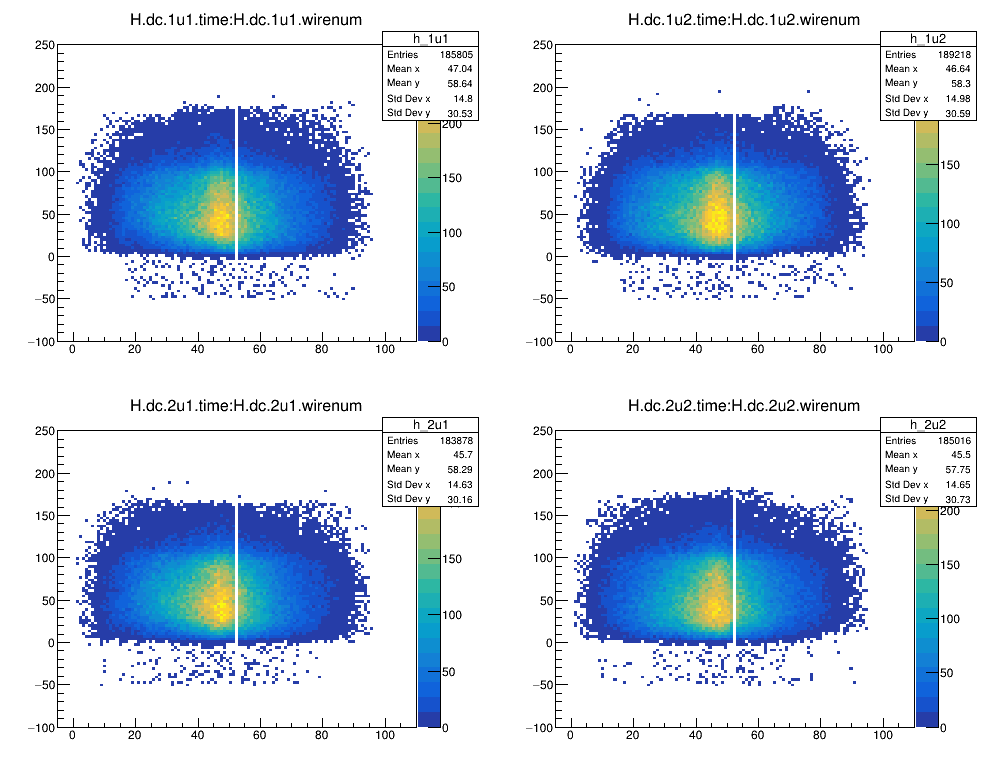 H.dc.1u1.time:H.dc.1u1.wirenum
h_1u1
Entries 185805
Mean x 47.04
Mean y 58.64
Std Dev x 14.8
Std Dev y 30.53
250
200
150
100
50
0
−50
−100
0 20 40 60 80 100
200
150
100
50
0
H.dc.1u2.time:H.dc.1u2.wirenum
h_1u2
Entries 189218
Mean x 46.64
Mean y 58.3
Std Dev x 14.98
Std Dev y 30.59
250
200
150
100
50
0
−50
−100
0 20 40 60 80 100
150
100
50
0
H.dc.2u1.time:H.dc.2u1.wirenum
h_2u1
Entries 183878
Mean x 45.7
Mean y 58.29
Std Dev x 14.63
Std Dev y 30.16
250
200
150
100
50
0
−50
−100
0 20 40 60 80 100
150
100
50
0
H.dc.2u2.time:H.dc.2u2.wirenum
h_2u2
Entries 185016
Mean x 45.5
Mean y 57.75
Std Dev x 14.65
Std Dev y 30.73
250
200
150
100
50
0
−50
−100
0 20 40 60 80 100
200
150
100
50
0